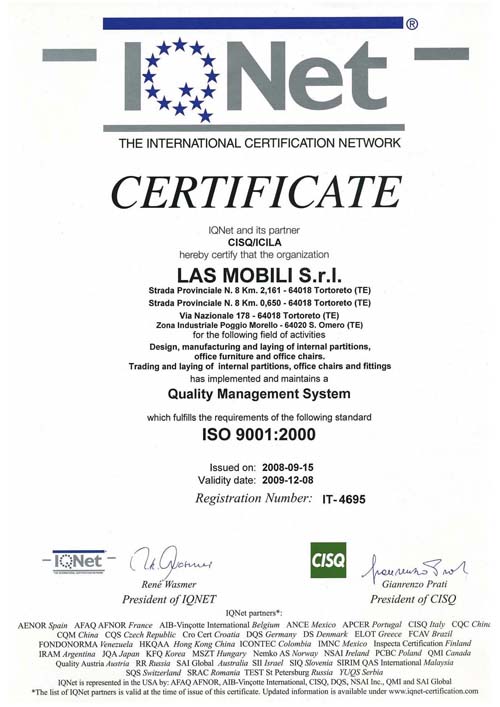 IQNet ®
THE INTERNATIONAL CERTIFICATION NETWORK
CERTIFICATE
IQNet and its partner
CISQ/ICILA
hereby certify that the organization
LAS MOBILI S.r.l.
Strada Provinciale N. 8 Km. 2,161 - 64018 Tortoreto (TE)
Strada Provinciale N. 8 Km. 0,650 - 64018 Tortoreto (TE)
Via Nazionale 178 - 64018 Tortoreto (TE)
Zona Industriale Poggio Morello - 64020 S. Omero (TE)
for the following field of activities
Design, manufacturing and laying of internal partitions,
office furniture and office chairs.
Trading and laying of internal partitions, office chairs and fittings
has implemented and maintains a
Quality Management System
which fulfills the requirements of the following standard
ISO 9001:2000
Issued on: 2008-09-15
Validity date: 2009-12-08
Registration Number: IT-4695
IQNet
CISQ
René Wasmer
President of IQNET
Gianrenzo Prati
President of CISQ
IQNet partners*:
AENOR Spain AFAQ AFNOR France AIB-Vinçotte International Belgium ANCE Mexico APCER Portugal CISQ Italy CQC China
CQM China CQS Czech Republic Cro Cert Croatia DQS Germany DS Denmark ELOT Greece FCAV Brazil
FONDONORMA Venezuela HKQAA Hong Kong China ICONTEC Colombia IMNC Mexico Inspecta Certification Finland
IRAM Argentina JQA Japan KFQ Korea MSZT Hungary Nemko AS Norway NSAI Ireland PCBC Poland QMI Canada
Quality Austria Austria RR Russia SAI Global Australia SII Israel SIQ Slovenia SIRIM QAS International Malaysia
SQS Switzerland SRAC Romania TEST St Petersburg Russia YUQS Serbia
IQNet is represented in the USA by: AFAQ AFNOR, AIB-Vinçotte International, CISQ, DQS, NSAI Inc., QMI and SAI Global
*The list of IQNet partners is valid at the time of issue of this certificate. Updated information is available under www.iqnet-certification.com